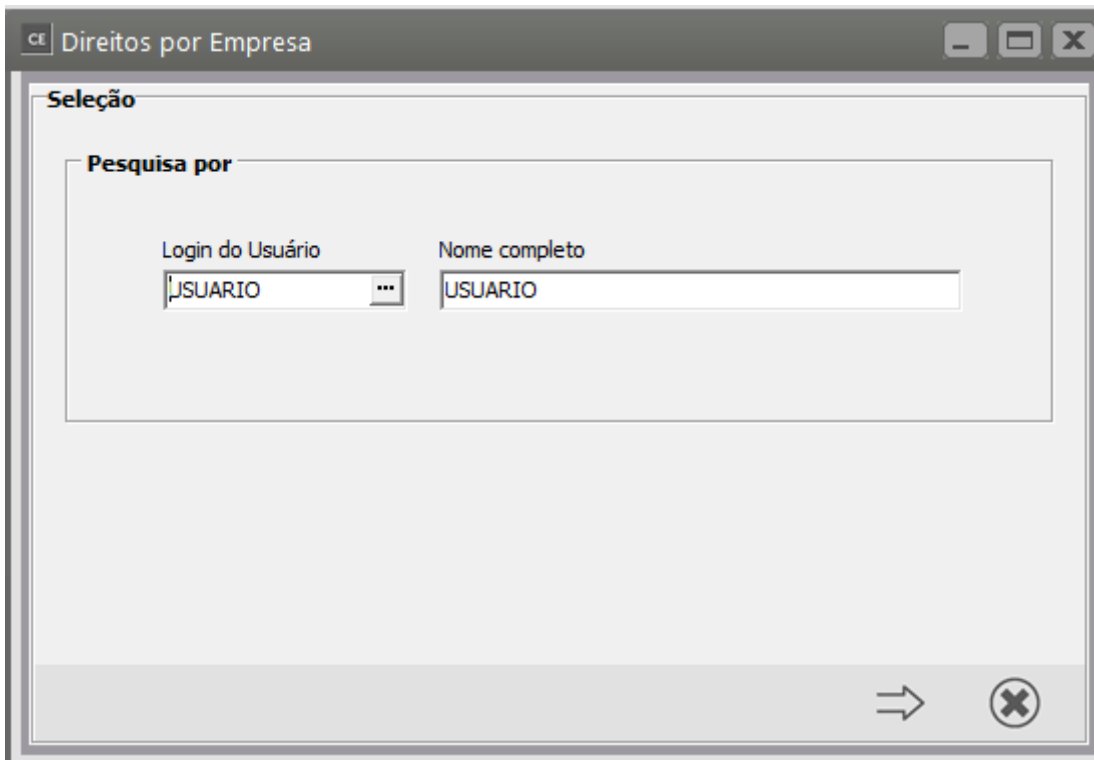 CE Direitos por Empresa
Seleção
Pesquisa por
Login do Usuário Nome completo
USUARIO ... USUARIO